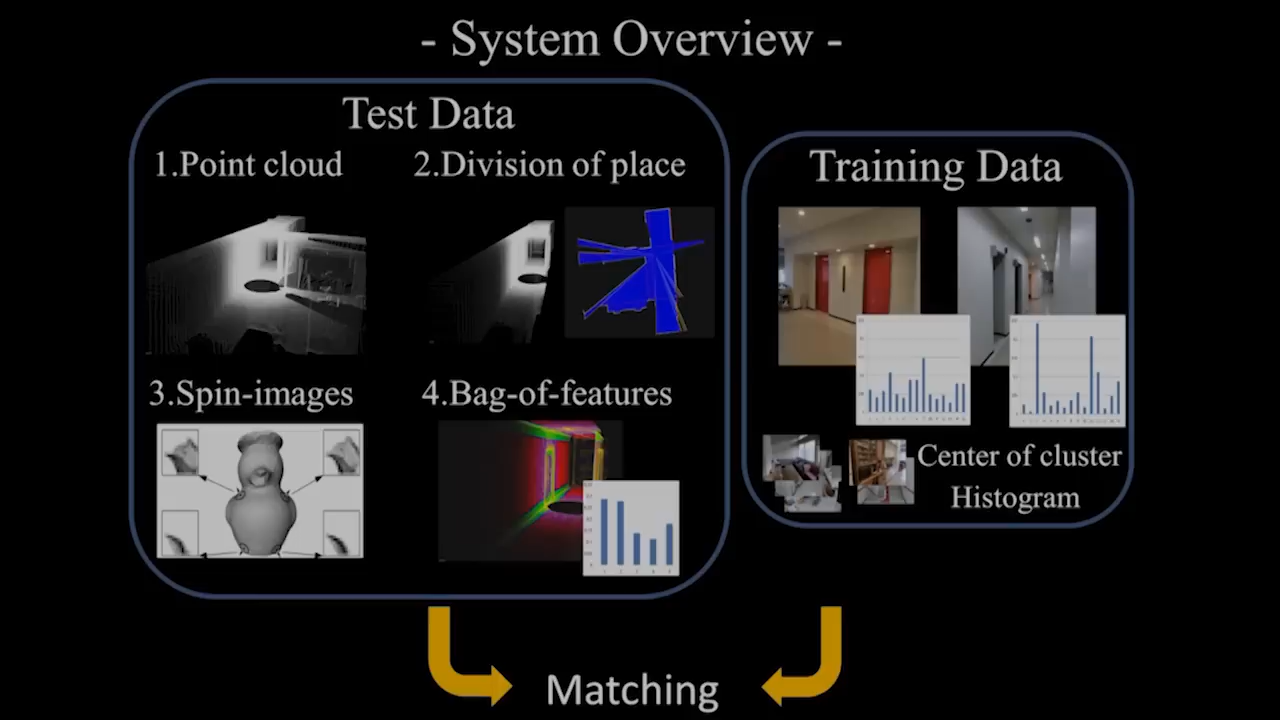 - System Overview -
Test Data
1.Point cloud
2.Division of place
3.Spin-images
4.Bag-of-features
Training Data
Center of cluster
Histogram
Matching